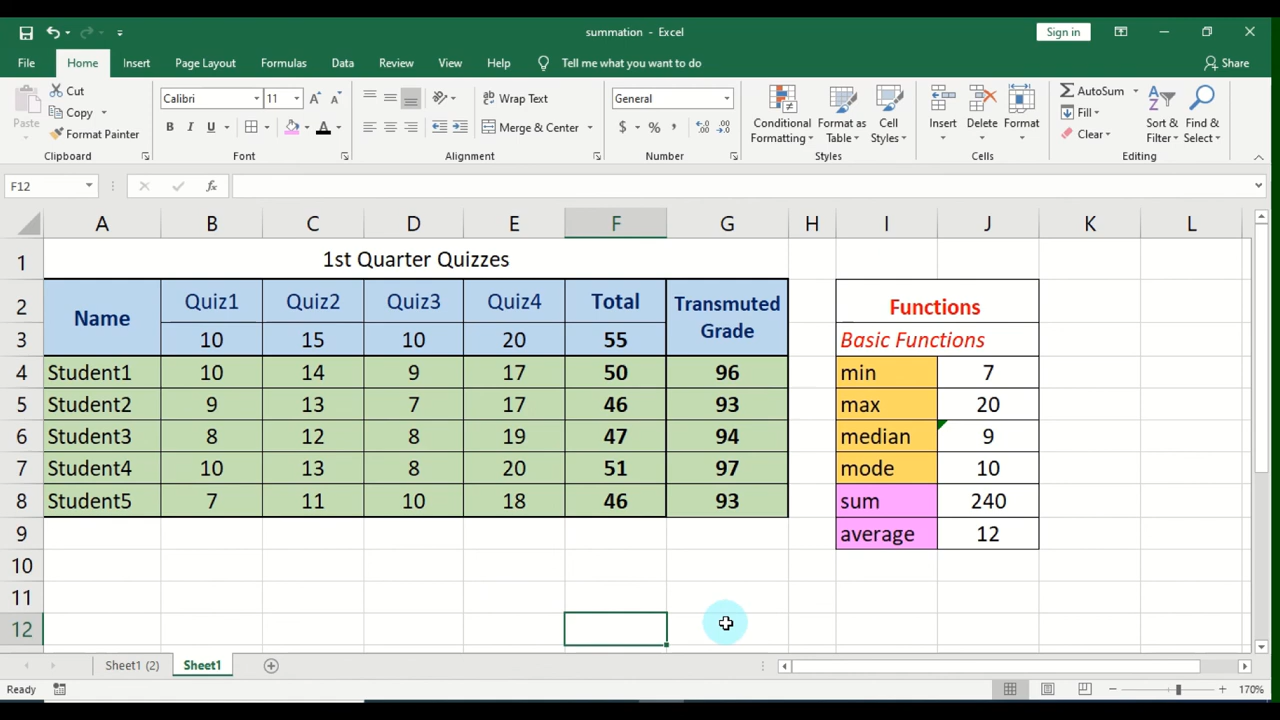 summation - Excel
Sign in
File Home Insert Page Layout Formulas Data Review View Help Tell me what you want to do Share
Paste
Cut
Copy
Format Painter
Clipboard
Calibri 11
B I U
Font
Wrap Text
Merge & Center
Alignment
General
$ % ,
Number
Conditional Formatting
Format as Table
Cell Styles
Styles
Insert Delete Format
Cells
AutoSum
Fill
Clear
Sort & Filter
Find & Select
Editing
F12 fx
A B C D E F G H I J K L
1 1st Quarter Quizzes
2 Name Quiz1 Quiz2 Quiz3 Quiz4 Total Transmuted Grade Functions
3 10 15 10 20 55 Basic Functions
4 Student1 10 14 9 17 50 96 min 7
5 Student2 9 13 7 17 46 93 max 20
6 Student3 8 12 8 19 47 94 median 9
7 Student4 10 13 8 20 51 97 mode 10
8 Student5 7 11 10 18 46 93 sum 240
9 average 12
10
11
12
Sheet1 (2) Sheet1
Ready 170%